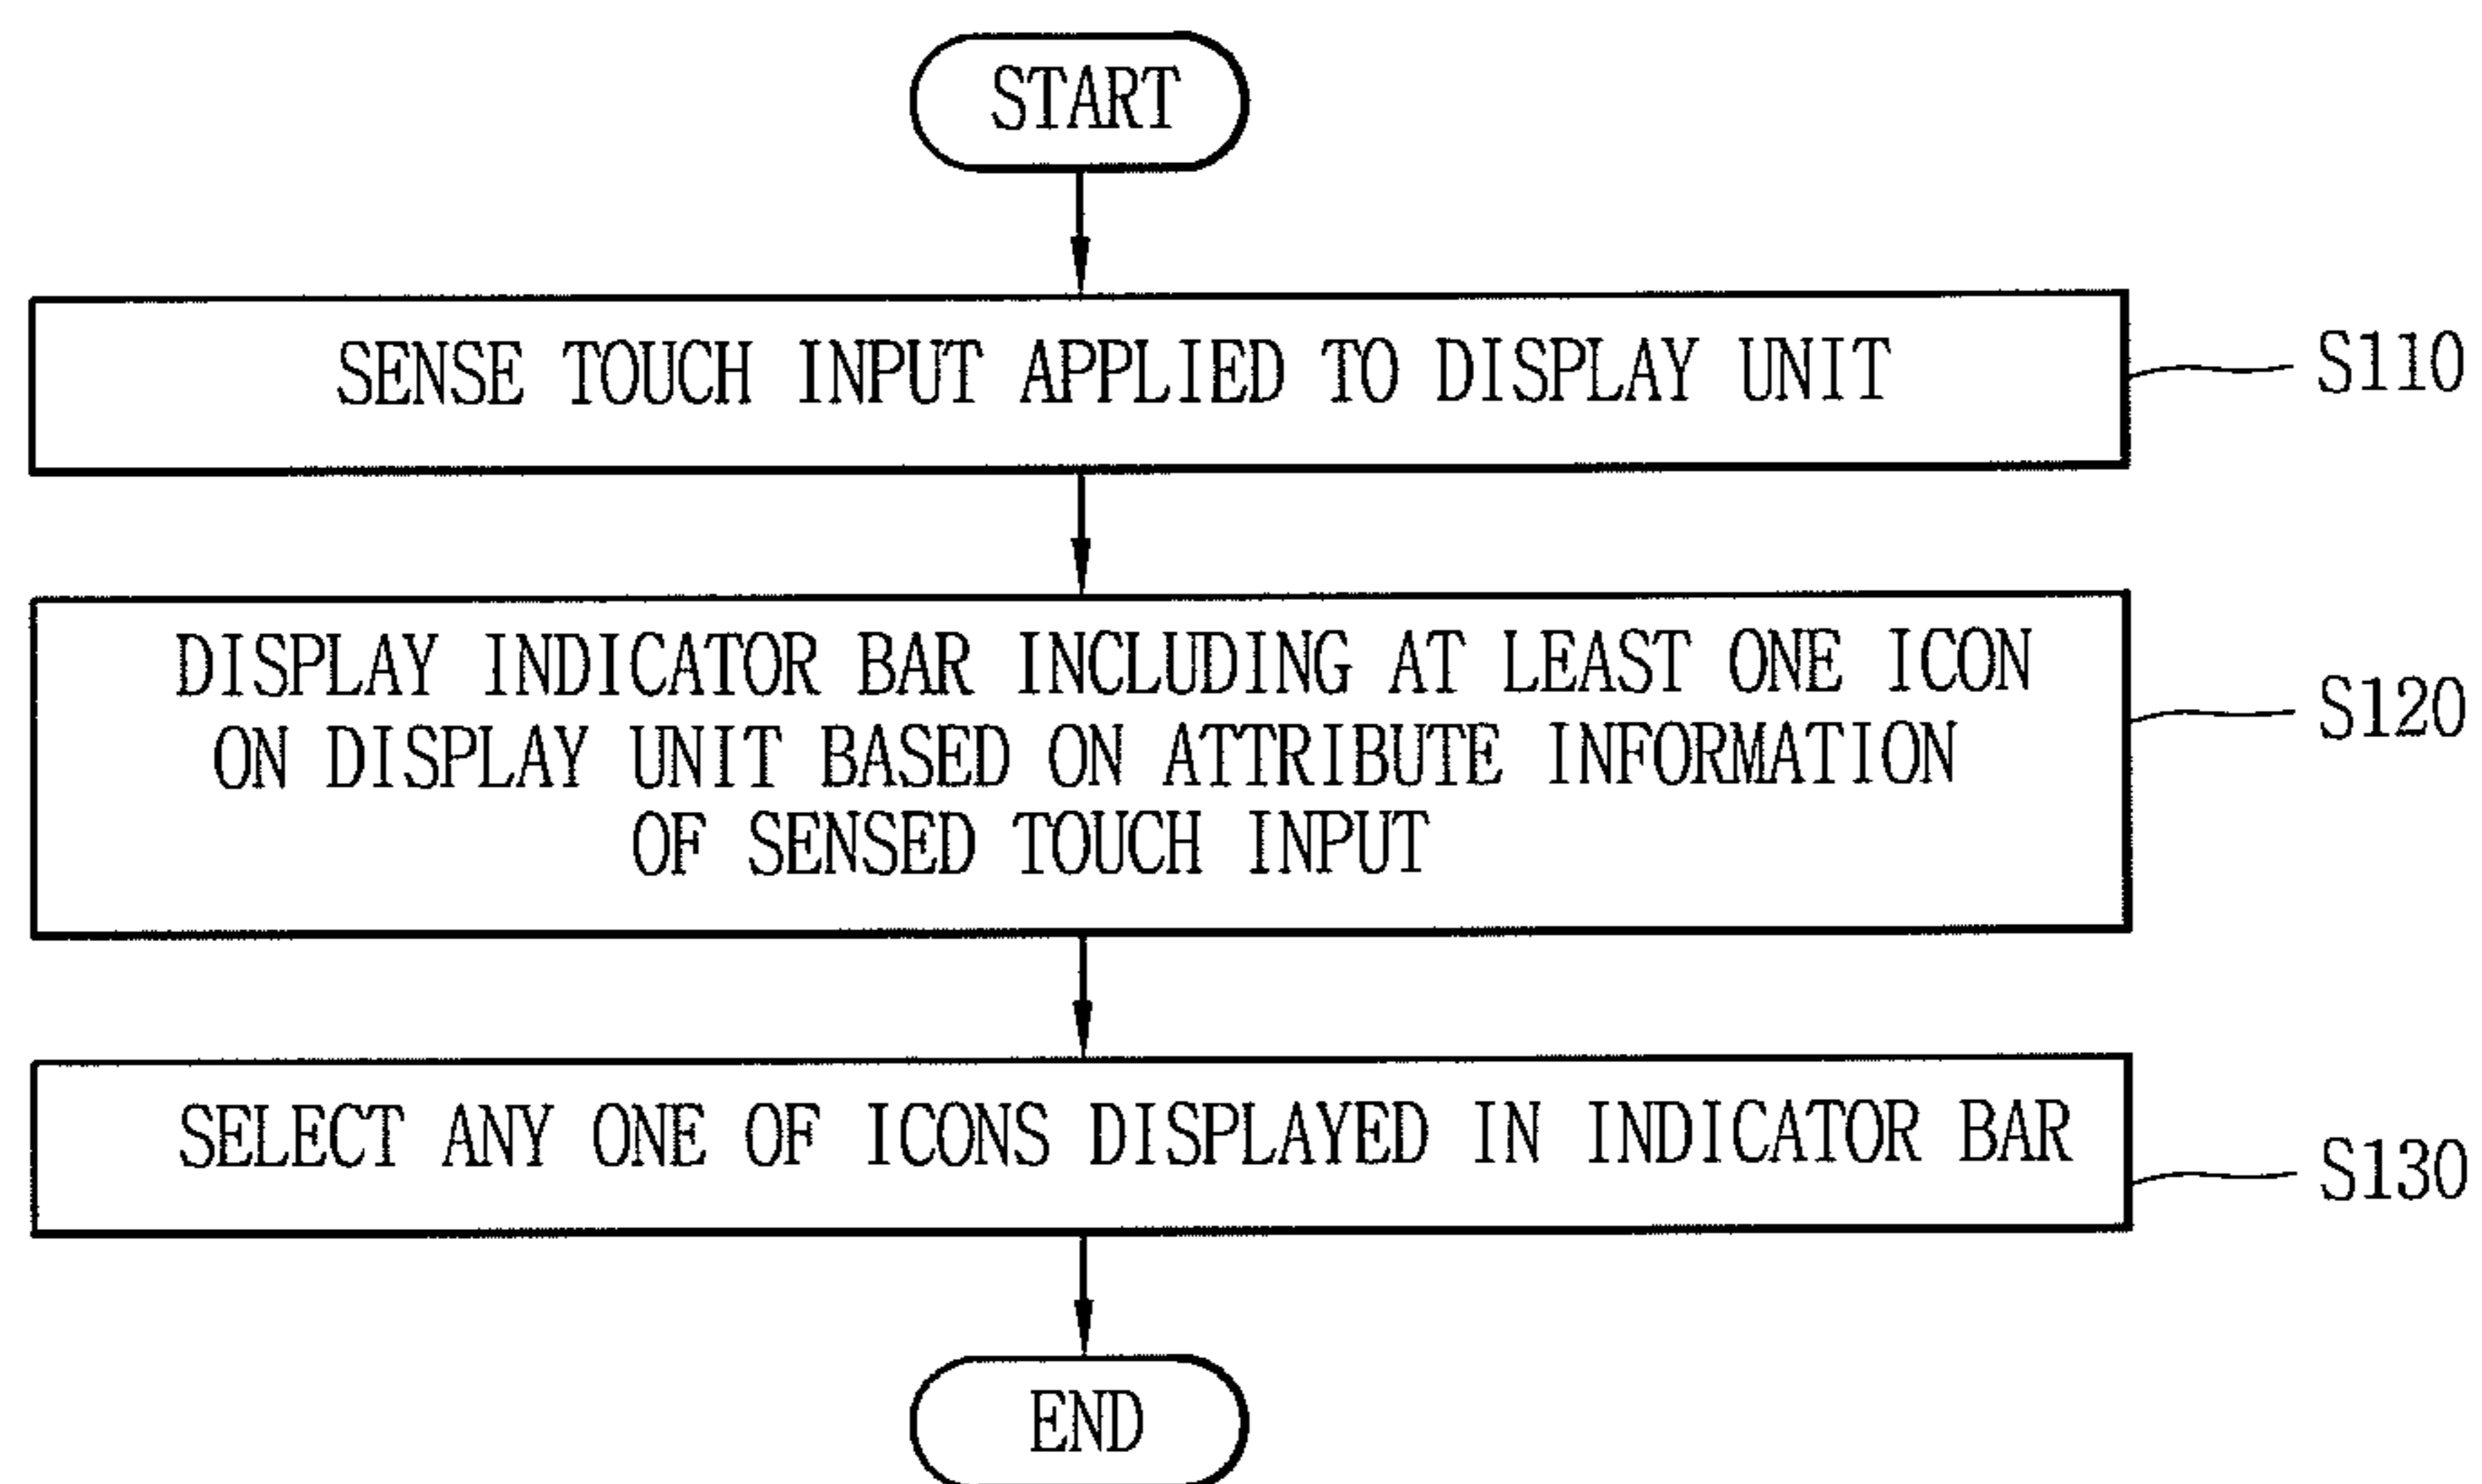 START
SENSE TOUCH INPUT APPLIED TO DISPLAY UNIT
S110
DISPLAY INDICATOR BAR INCLUDING AT LEAST ONE ICON
ON DISPLAY UNIT BASED ON ATTRIBUTE INFORMATION
OF SENSED TOUCH INPUT
S120
SELECT ANY ONE OF ICONS DISPLAYED IN INDICATOR BAR
S130
END